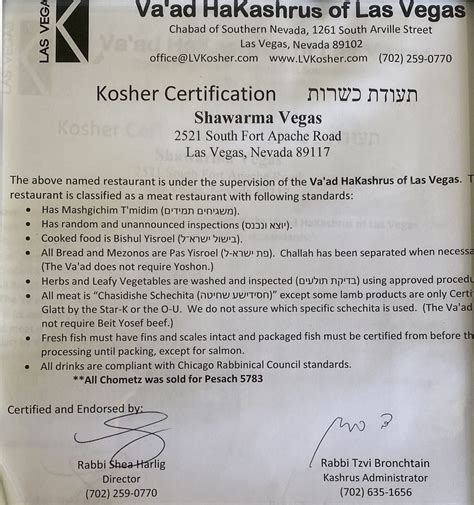 LAS VEGAS
K
Va'ad HaKashrus of Las Vegas
Chabad of Southern Nevada, 1261 South Arville Street
Las Vegas, Nevada 89102
office@LVKosher.com www.LVKosher.com (702) 259-0770
Kosher Certification תעודת כשרות
Shawarma Vegas
2521 South Fort Apache Road
Las Vegas, Nevada 89117
The above named restaurant is under the supervision of the Va'ad HaKashrus of Las Vegas. T
restaurant is classified as a meat restaurant with following standards:
• Has Mashgichim T'midim (משגיחים תמידים).
• Has random and unannounced inspections (יוצא ונכנס).
• Cooked food is Bishul Yisroel (בישול ישרא-ל).
• All Bread and Mezonos are Pas Yisroel (פת ישרא-ל). Challah has been separated when necessa
(The Va'ad does not require Yoshon.)
• Herbs and Leafy Vegetables are washed and inspected (בדיקת תולעים) using approved procedu
• All meat is "Chasidishe Schechita (חסידישע שחיטה)" except some lamb products are only Certi
Glatt by the Star-K or the O-U. We do not assure which specific schechita is used. (The Va'ad
not require Beit Yosef beef.)
• Fresh fish must have fins and scales intact and packaged fish must be certified from before th
processing until packing, except for salmon.
• All drinks are compliant with Chicago Rabbinical Council standards.
**All Chometz was sold for Pesach 5783
Certified and Endorsed by:
Rabbi Shea Harlig
Director
(702) 259-0770
Rabbi Tzvi Bronchtain
Kashrus Administrator
(702) 635-1656